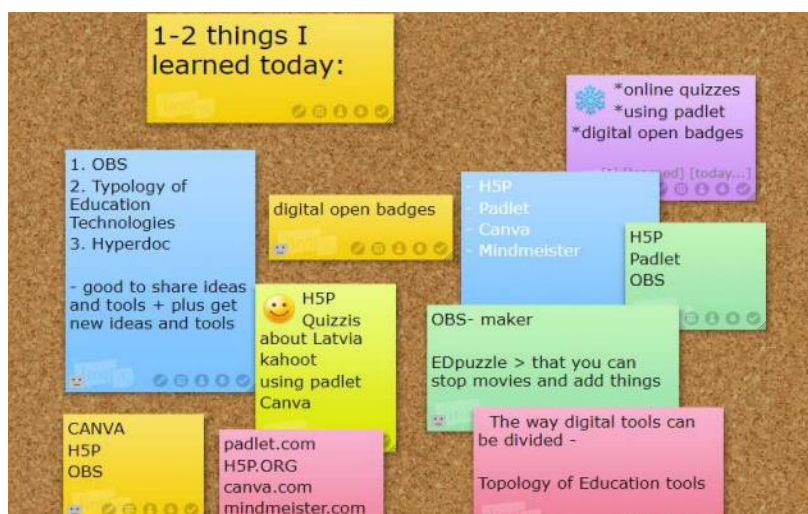 1-2 things I
learned today:
*online quizzes
*using padlet
*digital open badges
[today...]
1. OBS
2. Typology of
Education
Technologies
3. Hyperdoc
- good to share ideas
and tools + plus get
new ideas and tools
digital open badges
- H5P
- Padlet
- Canva
- Mindmeister
H5P
Padlet
OBS
H5P
Quizzis
about Latvia
kahoot
using padlet
Canva
OBS- maker
EDpuzzle > that you can
stop movies and add things
CANVA
H5P
OBS
padlet.com
H5P.ORG
canva.com
mindmeister.com
The way digital tools can
be divided -
Topology of Education tools